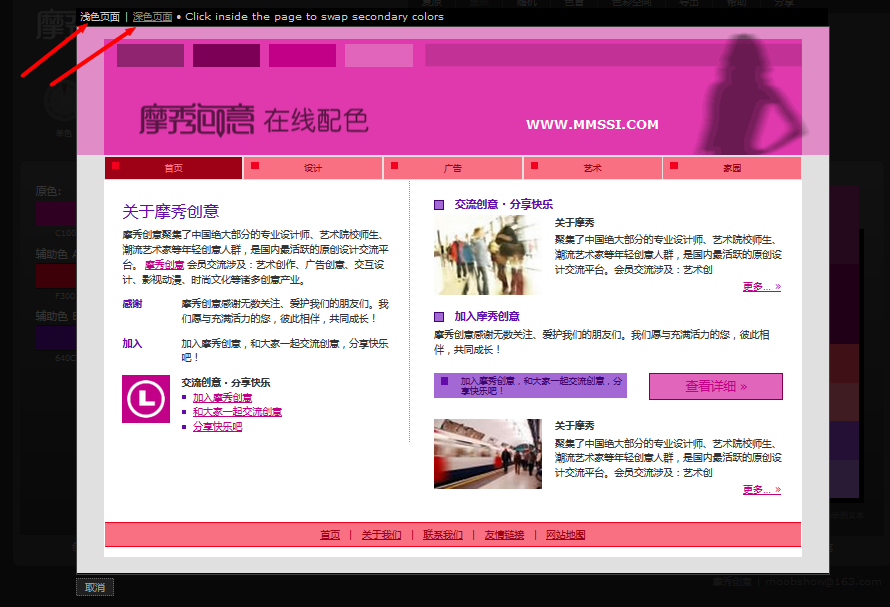 浅色页面 | 深色页面 • Click inside the page to swap secondary colors
摩秀创意 在线配色
WWW.MMSSI.COM
首页 设计 广告 艺术 家园
关于摩秀创意
摩秀创意聚集了中国绝大部分的专业设计师、艺术院校师生、
潮流艺术家等年轻创意人群，是国内最活跃的原创设计交流平
台。 摩秀创意 会员交流涉及：艺术创作、广告创意、交互设
计、影视动漫、时尚文化等诸多创意产业。
感谢
摩秀创意感谢无数关注、爱护我们的朋友们。我
们愿与充满活力的您，彼此相伴，共同成长！
加入
加入摩秀创意，和大家一起交流创意，分享快乐
吧！
交流创意·分享快乐
加入摩秀创意
和大家一起交流创意
分享快乐吧
交流创意·分享快乐
关于摩秀
聚集了中国绝大部分的专业设计师、艺术院校师生、
潮流艺术家等年轻创意人群，是国内最活跃的原创设
计交流平台。会员交流涉及：艺术创
更多... »
加入摩秀创意
摩秀创意感谢无数关注、爱护我们的朋友们。我们愿与充满活力的您，彼此相
伴，共同成长！
加入摩秀创意，和大家一起交流创意，分
享快乐吧！
查看详细 »
关于摩秀
聚集了中国绝大部分的专业设计师、艺术院校师生、
潮流艺术家等年轻创意人群，是国内最活跃的原创设
计交流平台。会员交流涉及：艺术创
更多... »
首页 | 关于我们 | 联系我们 | 友情链接 | 网站地图
取消
原色:
辅助色 A
辅助色 B
摩秀创意 | moobshow@163.com